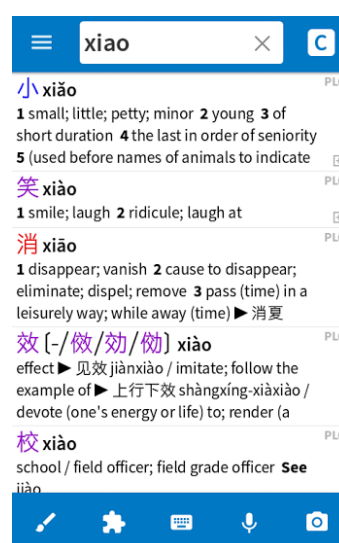 xiao
C
小 xiǎo
1 small; little; petty; minor 2 young 3 of
short duration 4 the last in order of seniority
5 (used before names of animals to indicate
笑 xiào
1 smile; laugh 2 ridicule; laugh at
消 xiāo
1 disappear; vanish 2 cause to disappear;
eliminate; dispel; remove 3 pass (time) in a
leisurely way; while away (time) ▶ 消夏
效 [-/傚/効/俲] xiào
effect ▶ 见效 jiànxiào / imitate; follow the
example of ▶ 上行下效 shàngxíng-xiàxiào /
devote (one's energy or life) to; render (a
校 xiào
school / field officer; field grade officer See
jiào